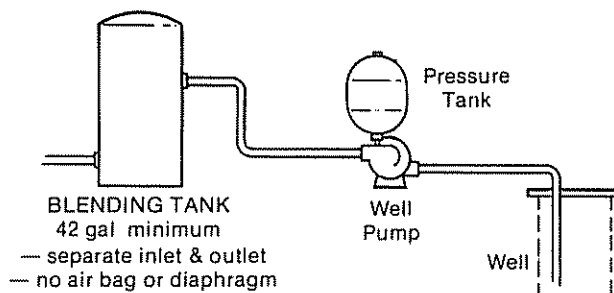 Pressure
Tank
BLENDING TANK
42 gal minimum
— separate inlet & outlet
— no air bag or diaphragm
Well
Pump
Well